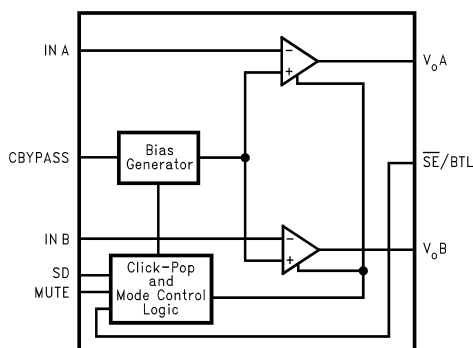 IN A
−
+
VoA
CBYPASS
Bias
Generator
SE/BTL
IN B
−
+
VoB
SD
MUTE
Click-Pop
and
Mode Control
Logic